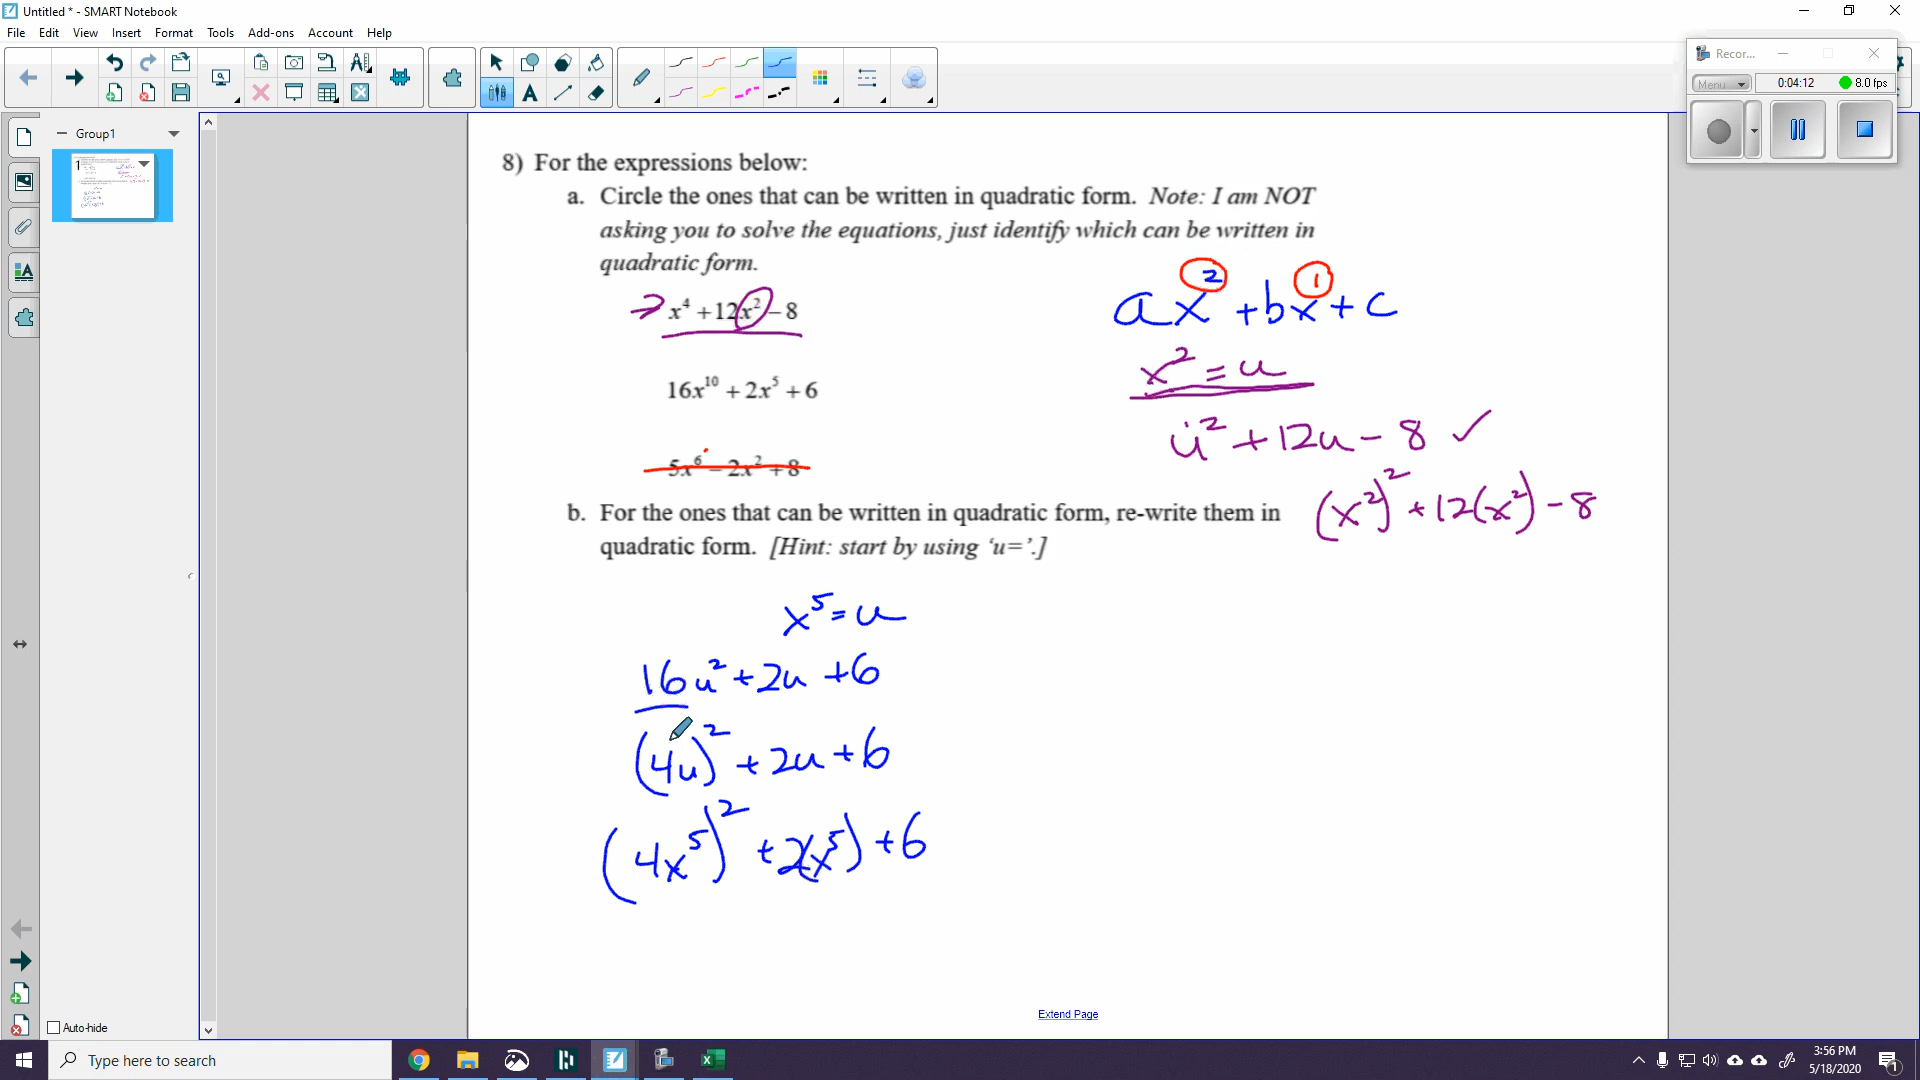 Untitled * - SMART Notebook
File Edit View Insert Format Tools Add-ons Account Help
Recor...
Menu
0:04:12
8.0 fps
Group1
1
8) For the expressions below:
a. Circle the ones that can be written in quadratic form. Note: I am NOT
asking you to solve the equations, just identify which can be written in
quadratic form.
x⁴ + 12x² – 8
16x¹⁰ + 2x⁵ + 6
5x⁶ – 2x² + 8
ax² + bx¹ + c
x² = u
u² + 12u – 8 ✓
(x²)² + 12(x²) – 8
b. For the ones that can be written in quadratic form, re-write them in
quadratic form. [Hint: start by using ‘u=’.]
x⁵ = u
16u² + 2u + 6
(4u)² + 2u + 6
(4x⁵)² + 2(x⁵) + 6
Extend Page
Auto-hide
Type here to search
3:56 PM
5/18/2020
1